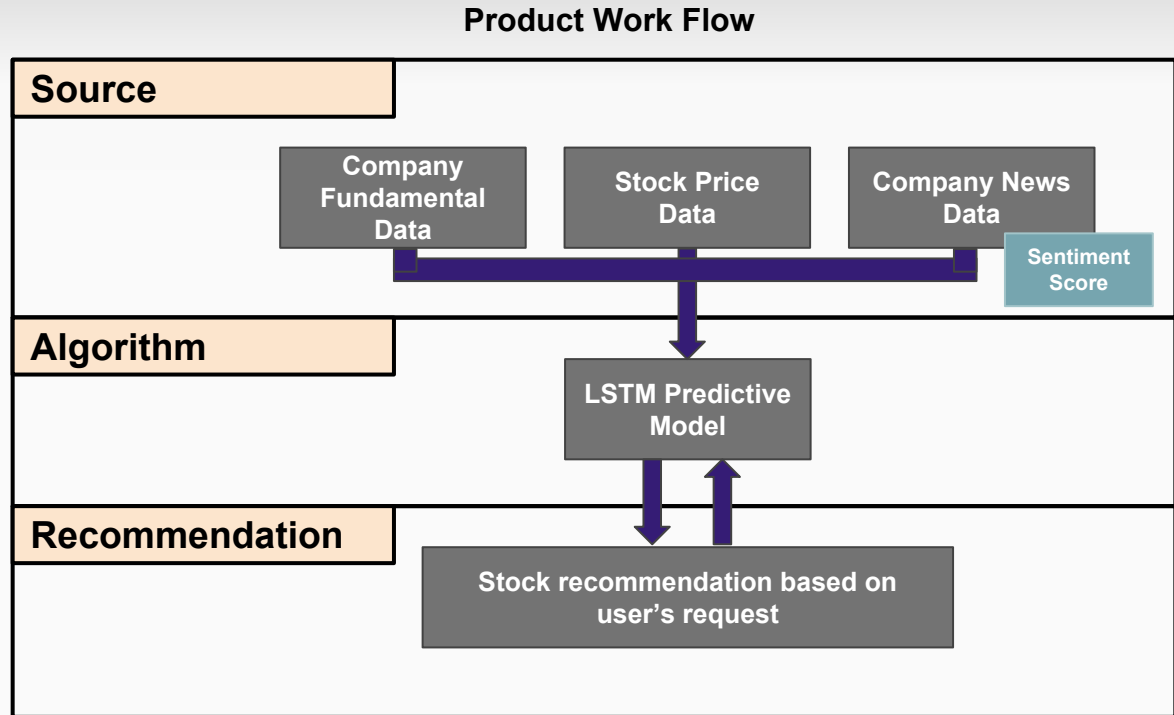 Product Work Flow
Source
Company
Fundamental
Data
Stock Price
Data
Company News
Data
Sentiment
Score
Algorithm
LSTM Predictive
Model
Recommendation
Stock recommendation based on
user’s request